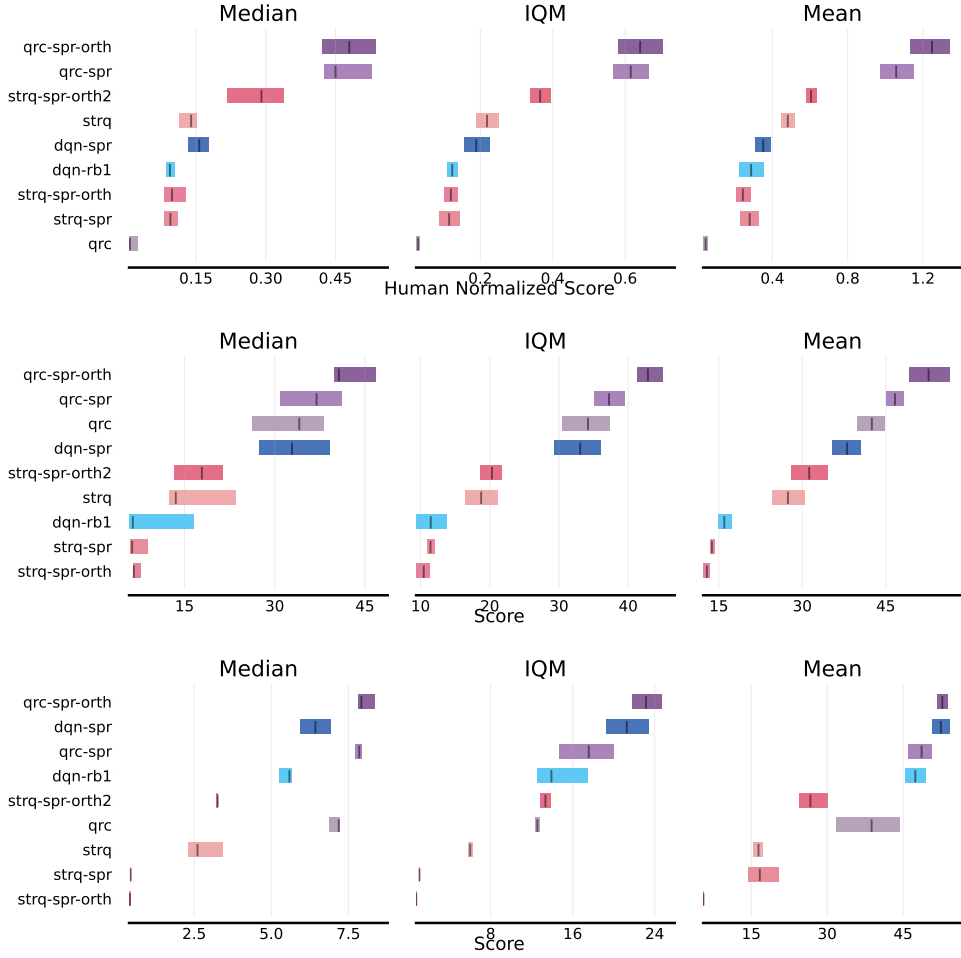 Median IQM Mean
qrc-spr-orth
qrc-spr
strq-spr-orth2
strq
dqn-spr
dqn-rb1
strq-spr-orth
strq-spr
qrc
0.15 0.30 0.45 0.2 0.4 0.6 0.4 0.8 1.2
Human Normalized Score
Median IQM Mean
qrc-spr-orth
qrc-spr
qrc
dqn-spr
strq-spr-orth2
strq
dqn-rb1
strq-spr
strq-spr-orth
15 30 45 10 20 30 40 15 30 45
Score
Median IQM Mean
qrc-spr-orth
dqn-spr
qrc-spr
dqn-rb1
strq-spr-orth2
qrc
strq
strq-spr
strq-spr-orth
2.5 5.0 7.5 8 16 24 15 30 45
Score